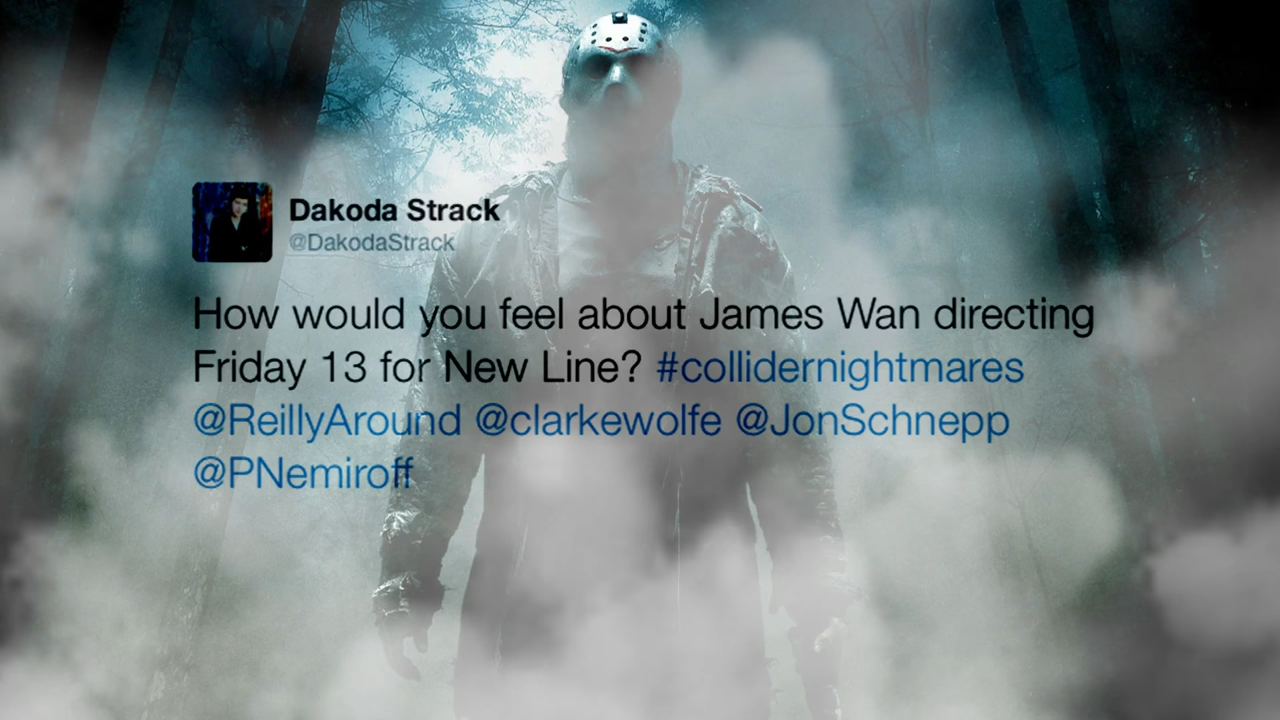 Dakoda Strack
@DakodaStrack
How would you feel about James Wan directing
Friday 13 for New Line? #collidernightmares
@ReillyAround @clarkewolfe @JonSchnepp
@PNemiroff